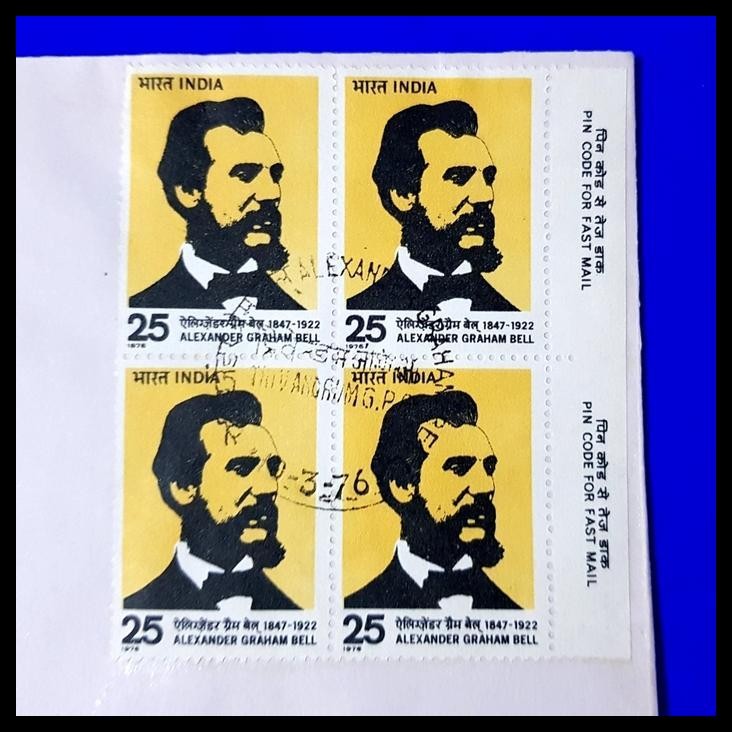 भारत INDIA
भारत INDIA
25 ऐलिग्ज़ेंडर ग्रैम बेल् 1847-1922
ALEXANDER GRAHAM BELL
1976
25 ऐलिग्ज़ेंडर ग्रैम बेल् 1847-1922
ALEXANDER GRAHAM BELL
1976
भारत INDIA
भारत INDIA
25 ऐलिग्ज़ेंडर ग्रैम बेल् 1847-1922
ALEXANDER GRAHAM BELL
1976
25 ऐलिग्ज़ेंडर ग्रैम बेल् 1847-1922
ALEXANDER GRAHAM BELL
1976
पिन कोड से तेज डाक
PIN CODE FOR FAST MAIL
पिन कोड से तेज डाक
PIN CODE FOR FAST MAIL
TRIVANDRUM G.P.O
-3-76